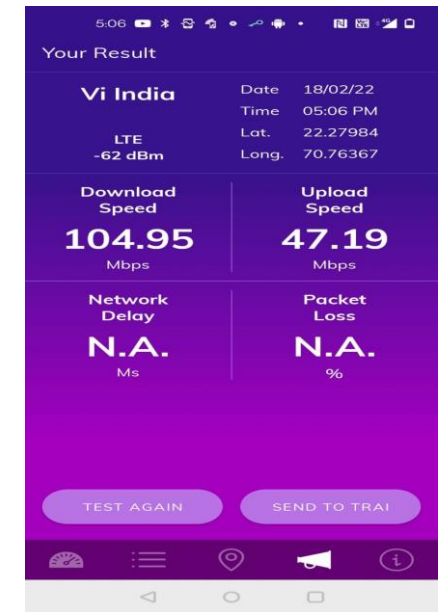 5:06
Your Result
Vi India
LTE
-62 dBm
Date 18/02/22
Time 05:06 PM
Lat. 22.27984
Long. 70.76367
Download
Speed
104.95
Mbps
Upload
Speed
47.19
Mbps
Network
Delay
N.A.
Ms
Packet
Loss
N.A.
%
TEST AGAIN
SEND TO TRAI